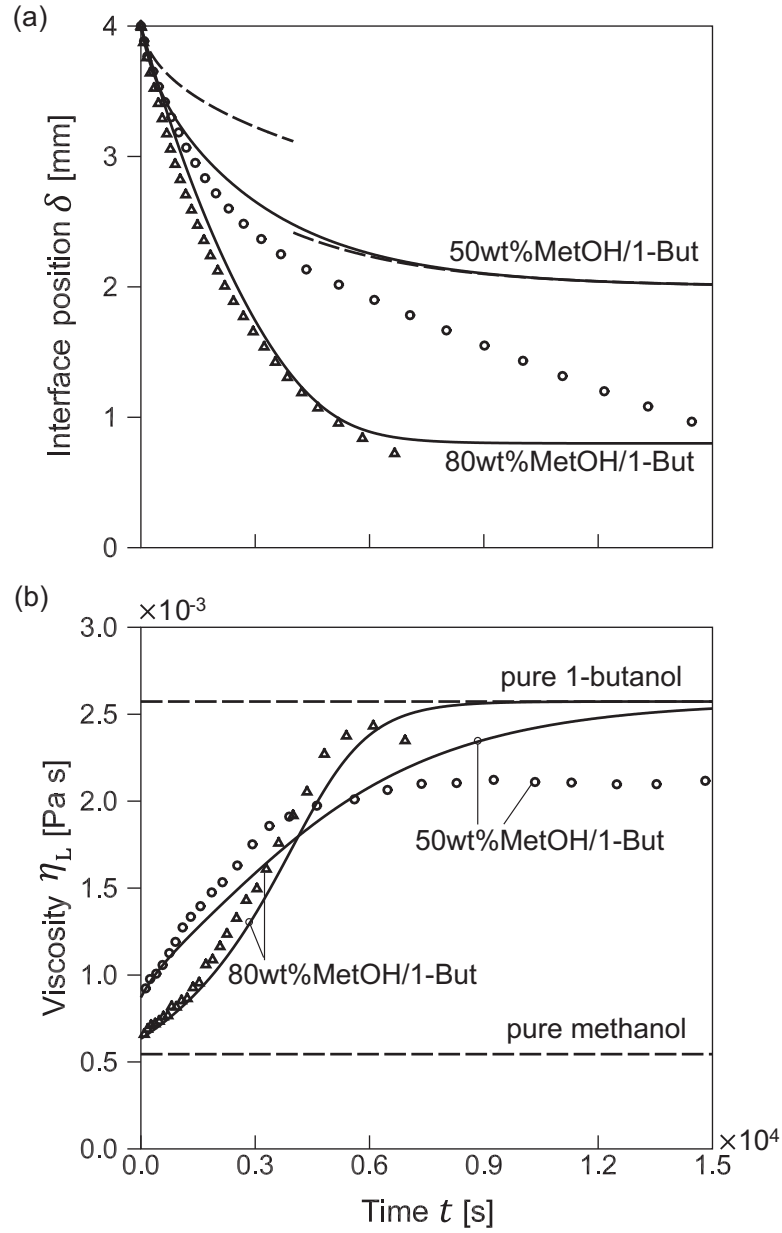 (a)
4
3
2
1
0
Interface position δ [mm]
50wt%MetOH/1-But
80wt%MetOH/1-But
(b)
×10⁻³
3.0
2.5
2.0
1.5
1.0
0.5
0.0
Viscosity η_L [Pa s]
pure 1-butanol
50wt%MetOH/1-But
80wt%MetOH/1-But
pure methanol
0.0 0.3 0.6 0.9 1.2 1.5
×10⁴
Time t [s]